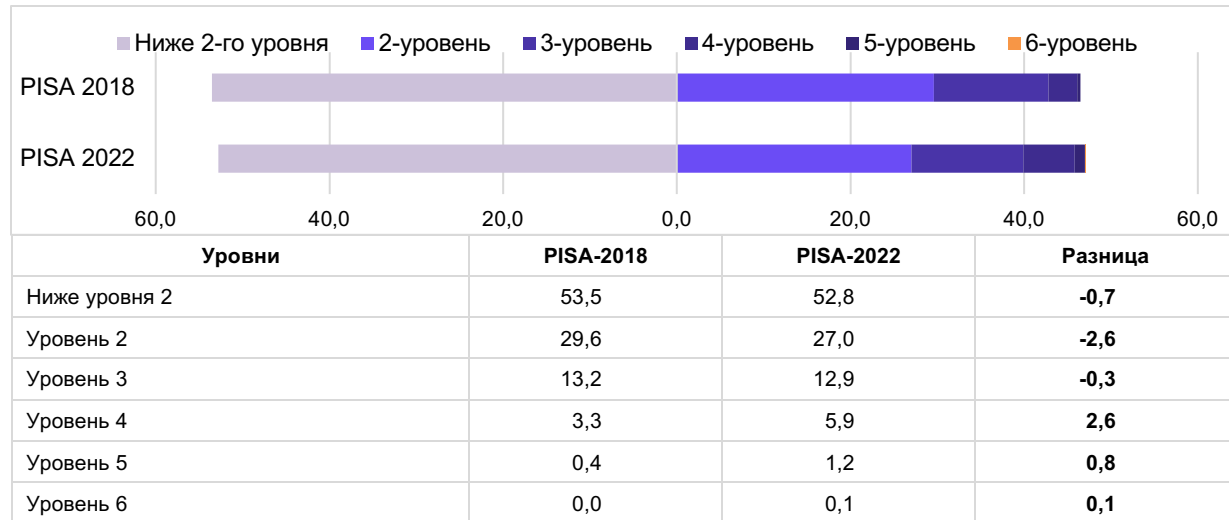 Ниже 2-го уровня 2-уровень 3-уровень 4-уровень 5-уровень 6-уровень
PISA 2018
PISA 2022
60,0 40,0 20,0 0,0 20,0 40,0 60,0
Уровни PISA-2018 PISA-2022 Разница
Ниже уровня 2 53,5 52,8 -0,7
Уровень 2 29,6 27,0 -2,6
Уровень 3 13,2 12,9 -0,3
Уровень 4 3,3 5,9 2,6
Уровень 5 0,4 1,2 0,8
Уровень 6 0,0 0,1 0,1